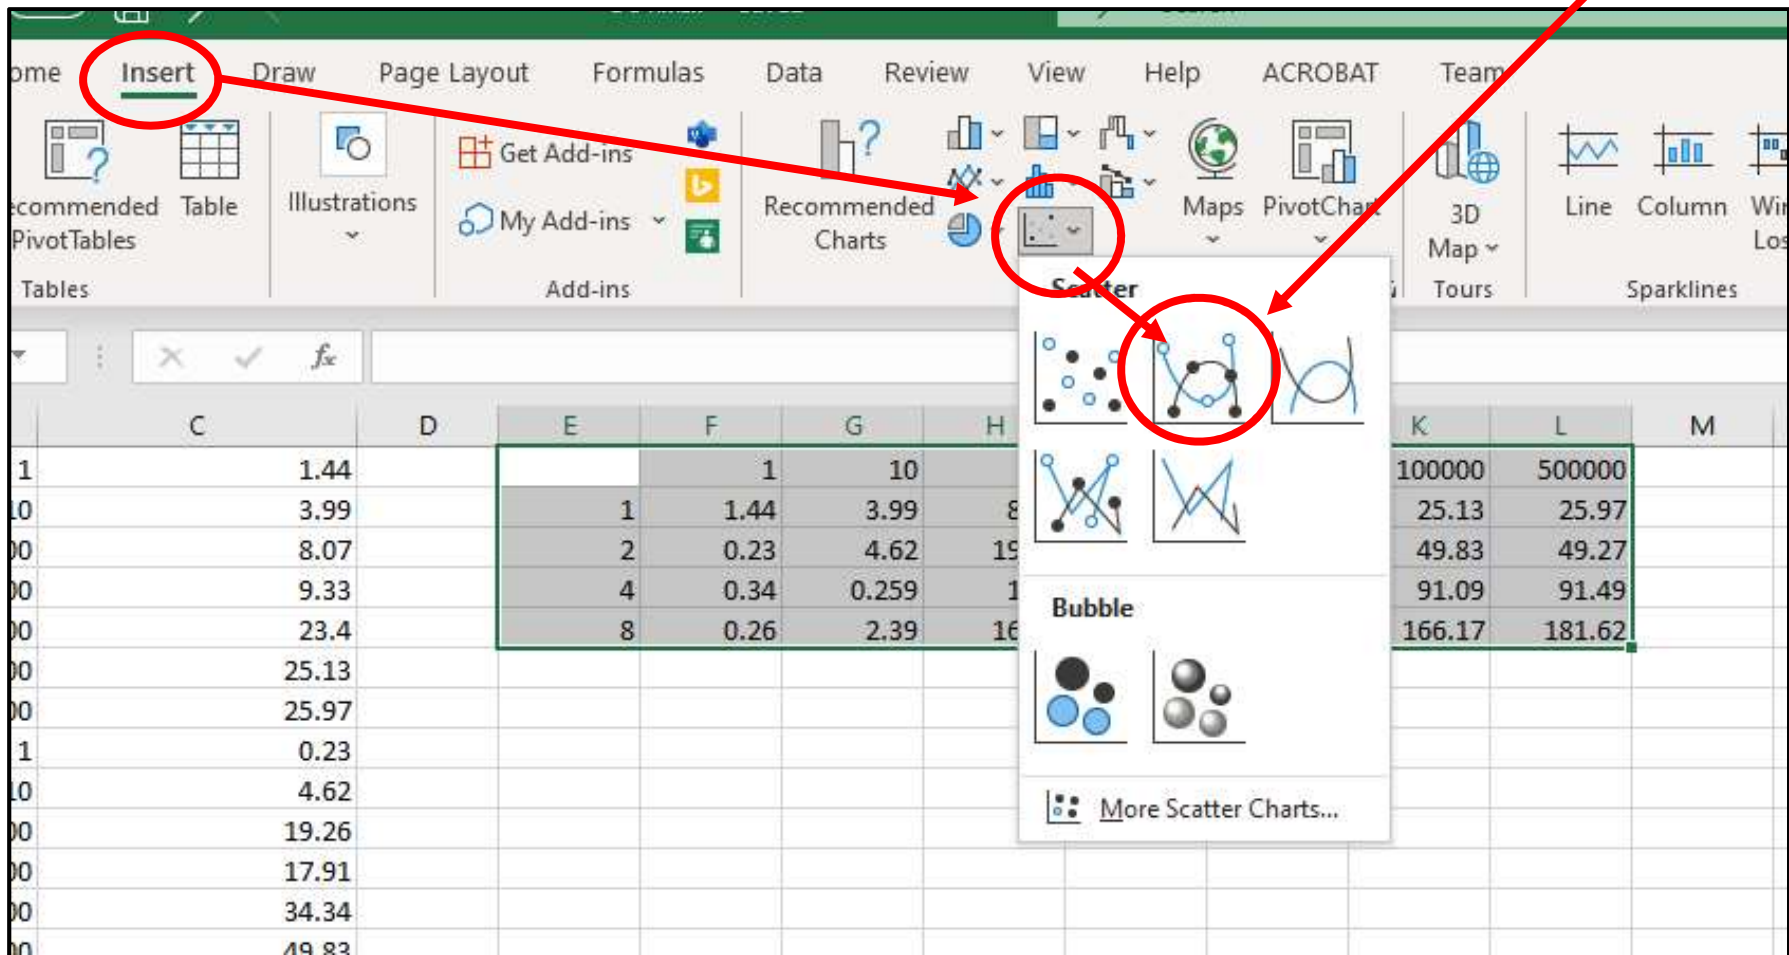 Insert Draw Page Layout Formulas Data Review View Help ACROBAT Team
Get Add-ins
My Add-ins
Table
Illustrations
Recommended
Charts
Maps
PivotChart
3D
Map
Line
Column
PivotTables
Tables
Add-ins
Tours
Sparklines
fx
Scatter
Bubble
More Scatter Charts...
C D E F G H K L M
1 1.44 1 10 100000 500000
3.99 1 1.44 3.99 25.13 25.97
8.07 2 0.23 4.62 49.83 49.27
9.33 4 0.34 0.259 91.09 91.49
23.4 8 0.26 2.39 166.17 181.62
25.13
25.97
1 0.23
4.62
19.26
17.91
34.34
49.83